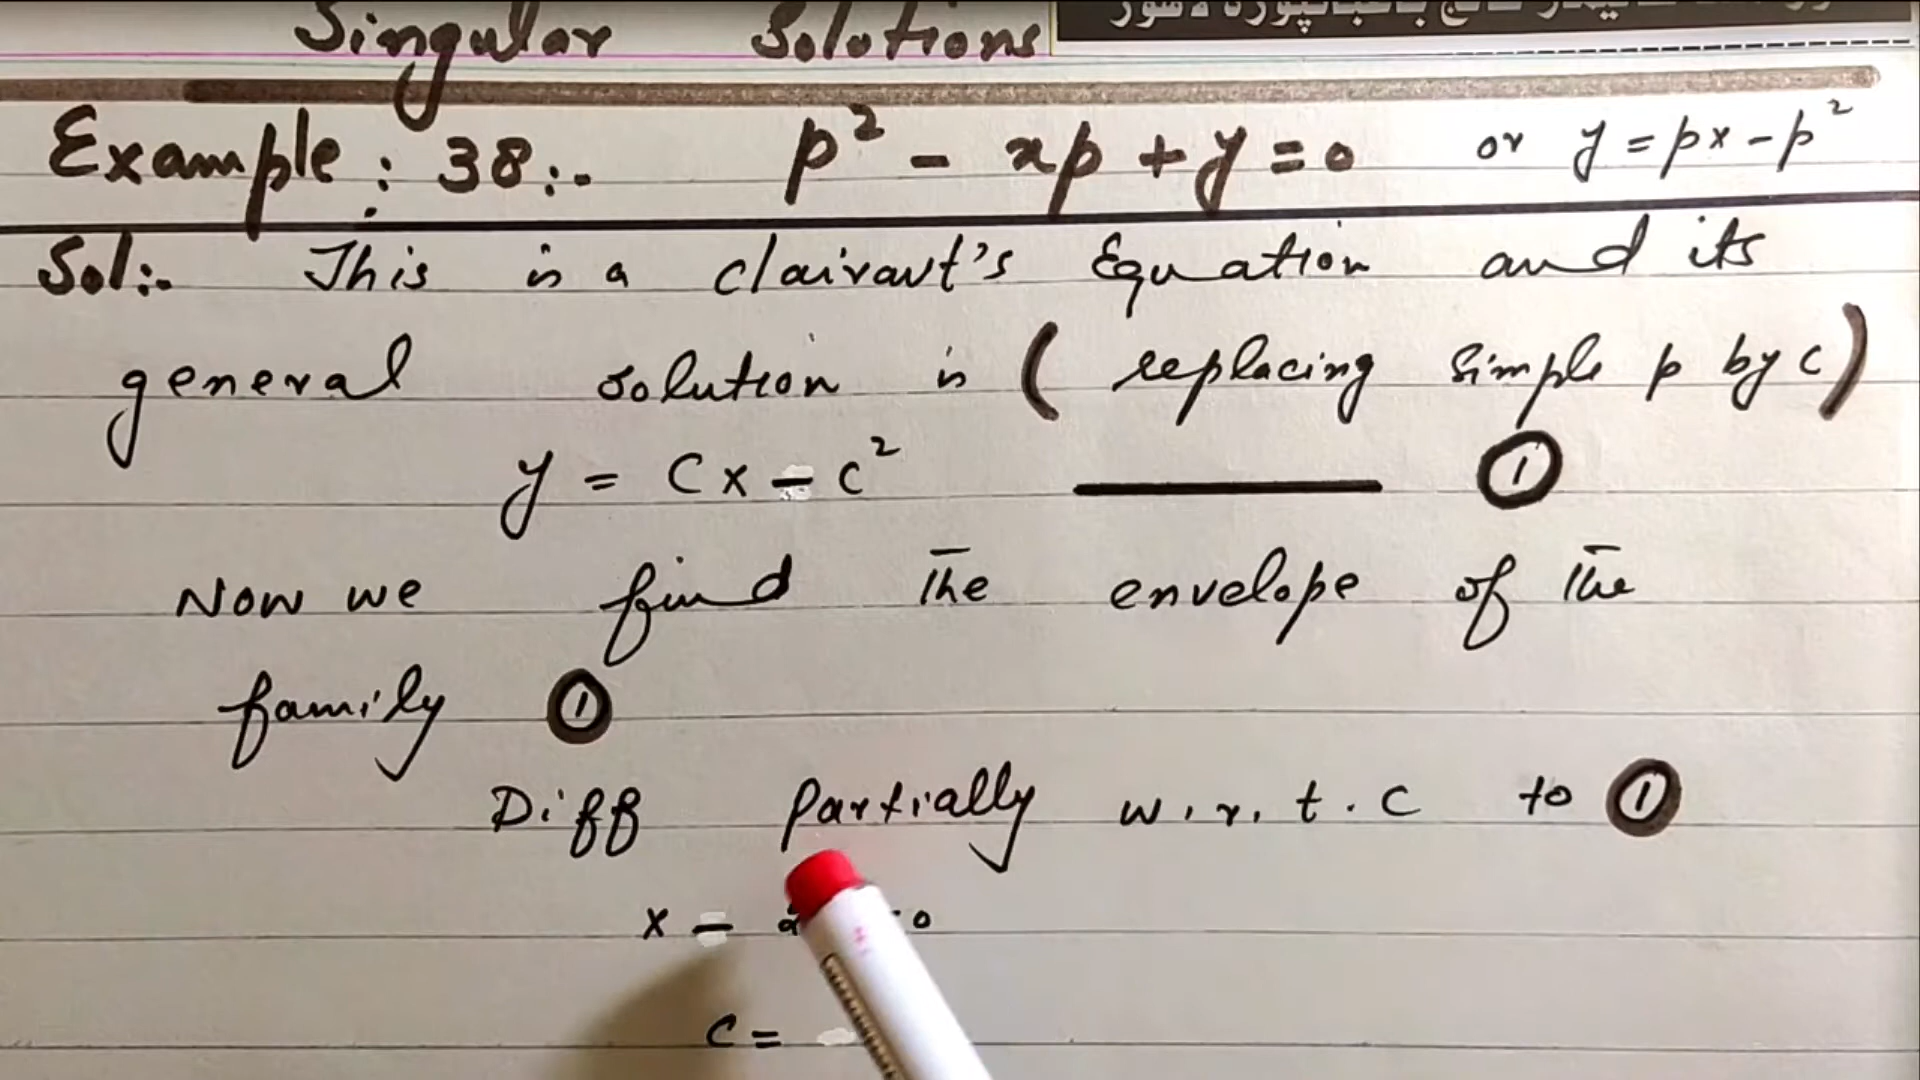 Singular Solutions
Example : 38 :- p² - xp + y = 0 or y = px - p²
Sol:- This is a clairaut's Equation and its
general solution is ( replacing simple p by c )
y = Cx - c² ——— ①
Now we find the envelope of the
family ①
Diff Partially w.r.t.c to ①
x -
c =